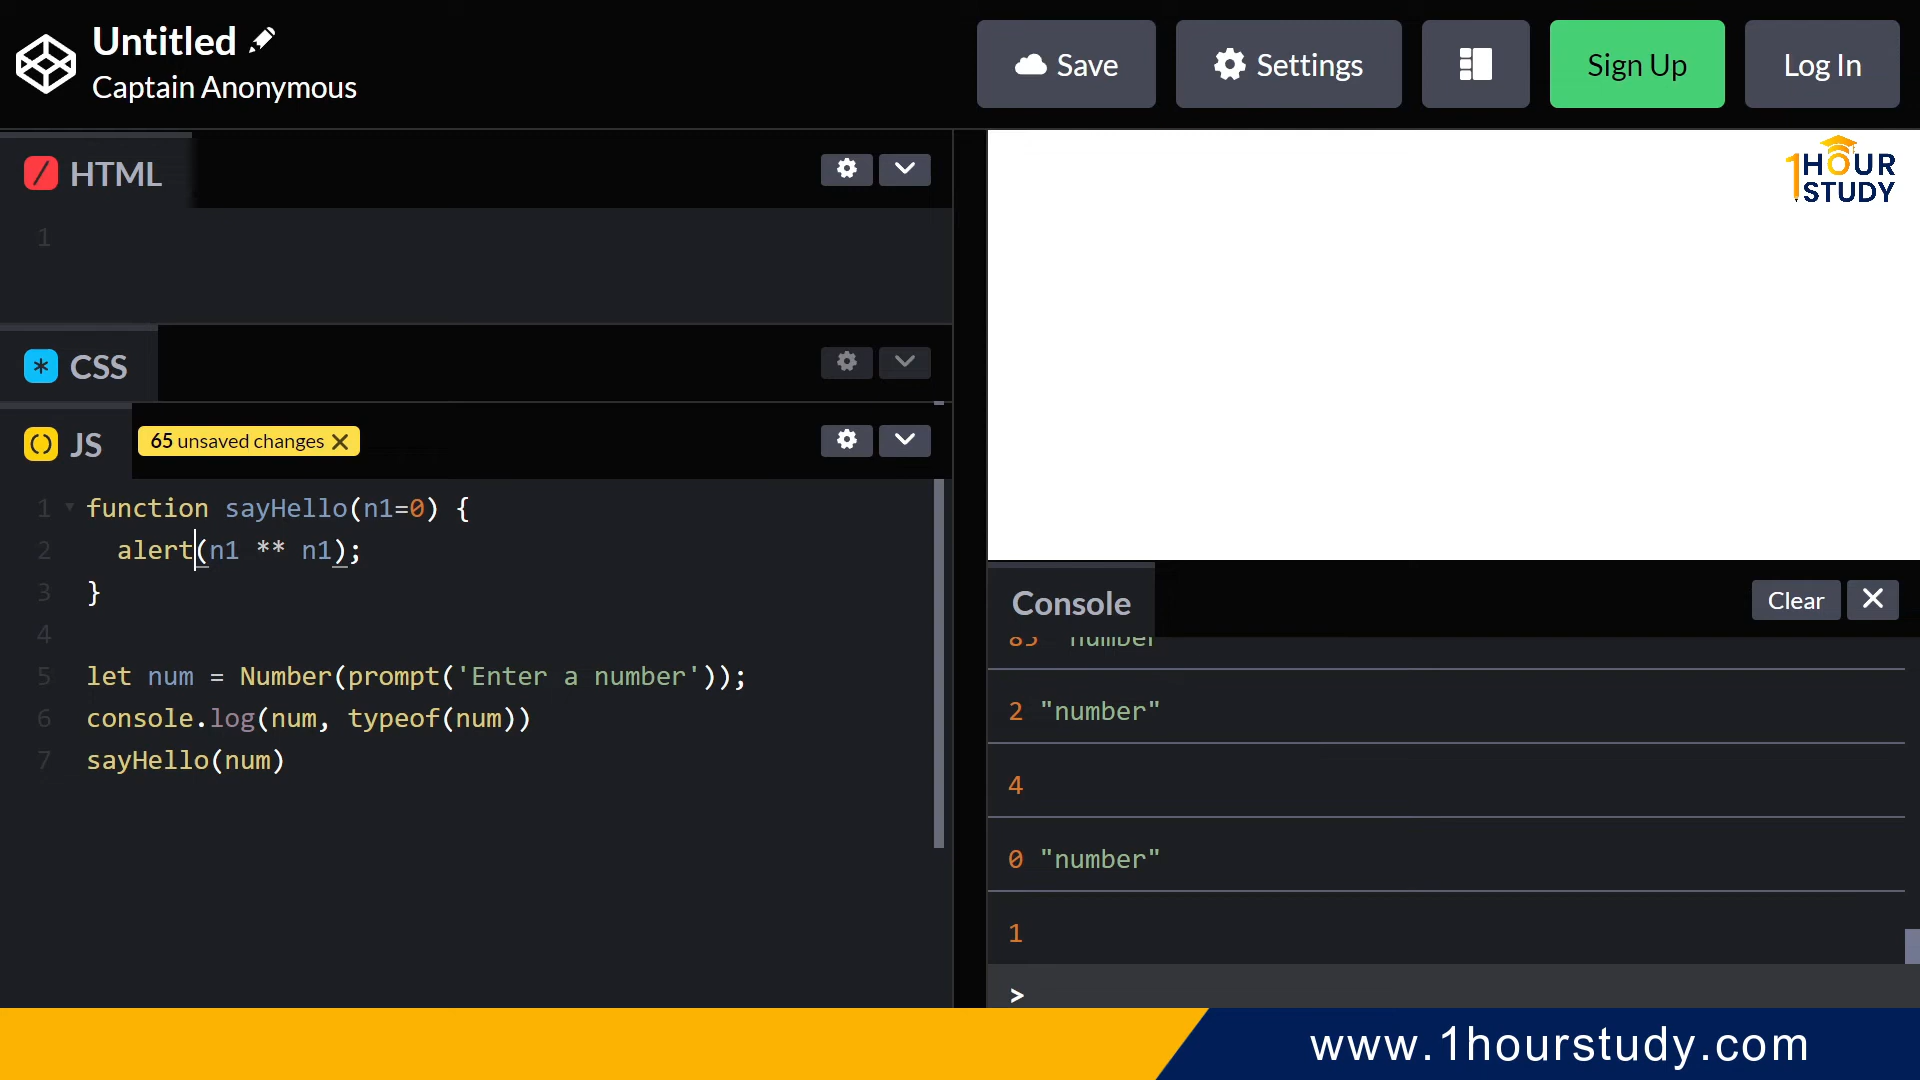 Untitled
Captain Anonymous
Save
Settings
Sign Up
Log In
1HOUR
STUDY
HTML
1
CSS
JS
65 unsaved changes
1 function sayHello(n1=0) {
2 alert(n1 ** n1);
3 }
4
5 let num = Number(prompt('Enter a number'));
6 console.log(num, typeof(num))
7 sayHello(num)
Console
Clear
85 "number"
2 "number"
4
0 "number"
1
>
www.1hourstudy.com